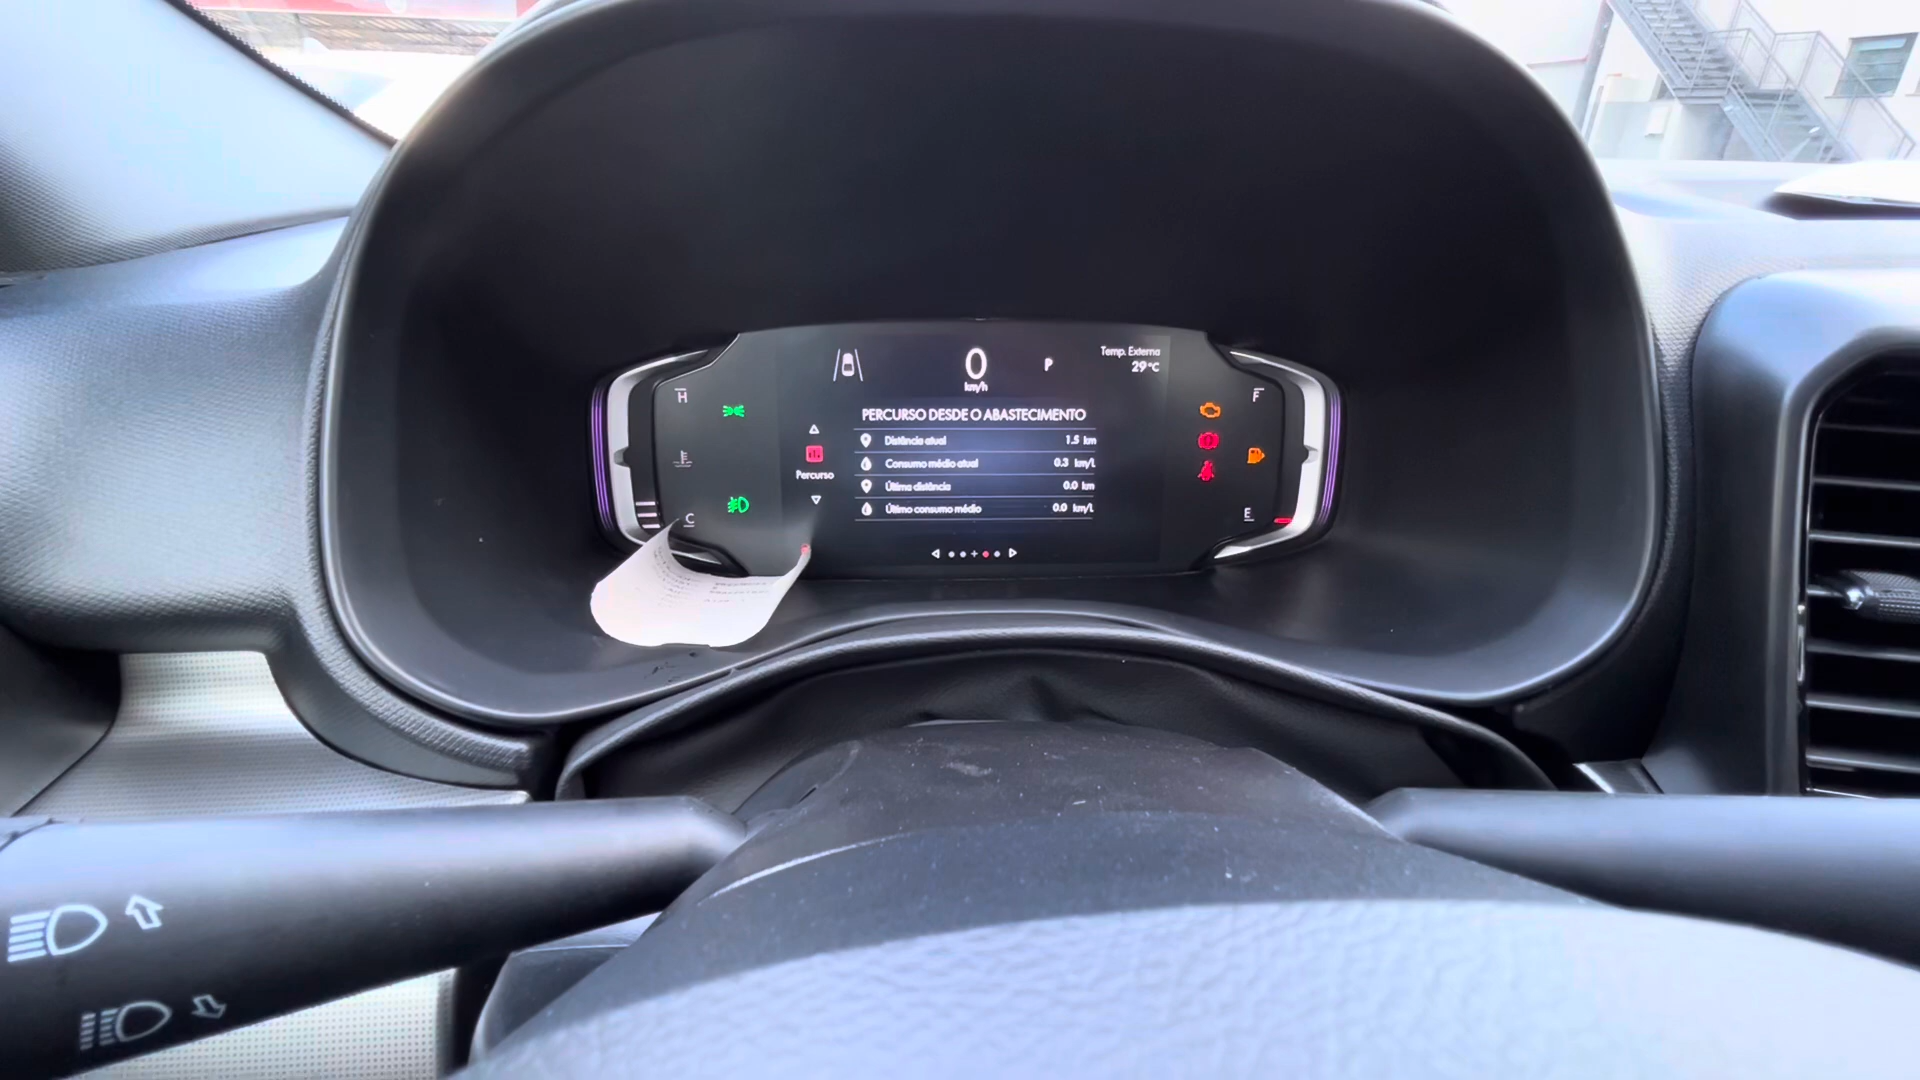 0
km/h
P
Temp. Externa
29°C
H
C
F
E
PERCURSO DESDE O ABASTECIMENTO
Distância atual 1.5 km
Consumo médio atual 0.3 km/L
Última distância 0.0 km
Último consumo médio 0.0 km/L
Percurso